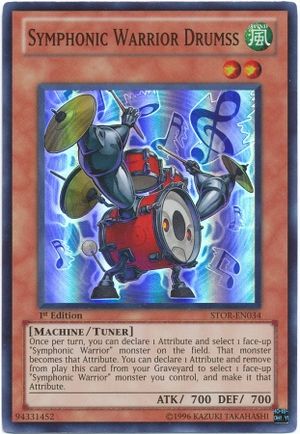 SYMPHONIC WARRIOR DRUMSS
風
1st Edition
STOR-EN034
[MACHINE/TUNER]
Once per turn, you can declare 1 Attribute and select 1 face-up
"Symphonic Warrior" monster on the field. That monster
becomes that Attribute. You can declare 1 Attribute and remove
from play this card from your Graveyard to select 1 face-up
"Symphonic Warrior" monster you control, and make it that
Attribute.
ATK/ 700 DEF/ 700
94331452
©1996 KAZUKI TAKAHASHI